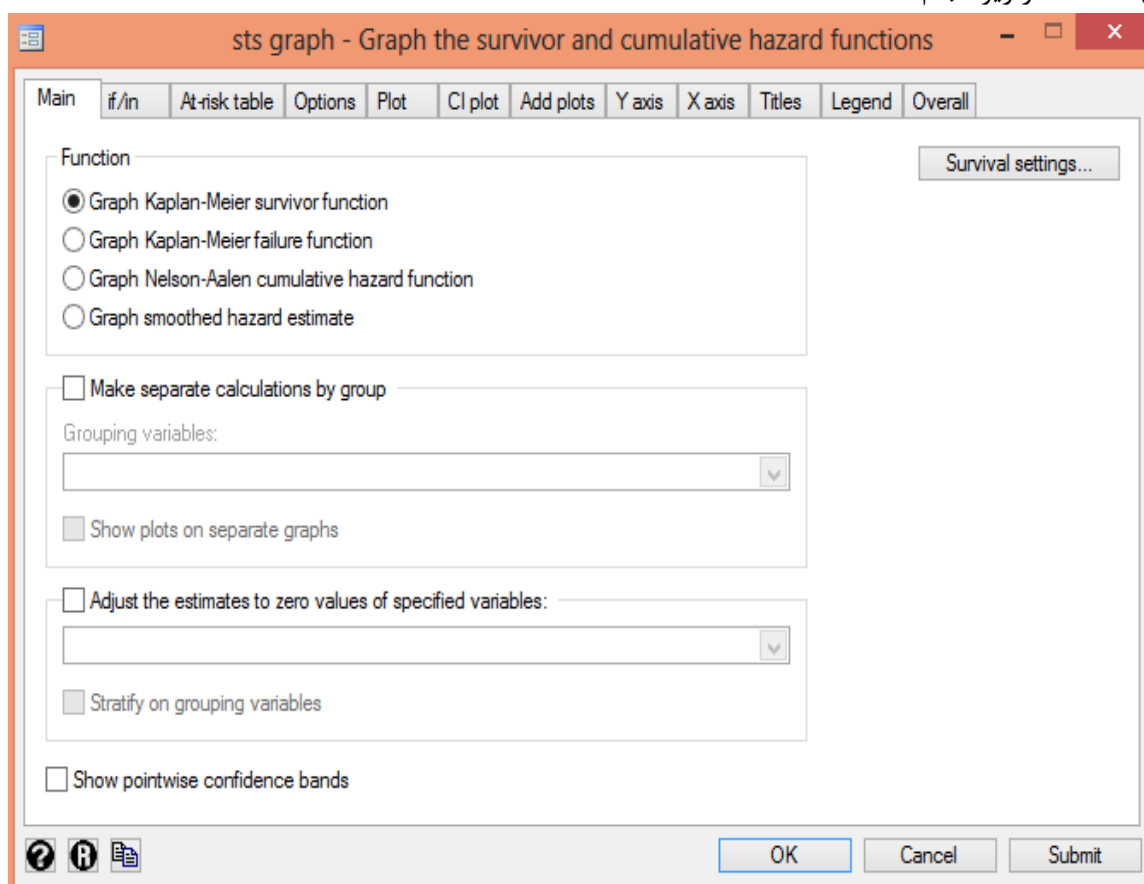 sts graph - Graph the survivor and cumulative hazard functions
Main if/in At-risk table Options Plot CI plot Add plots Y axis X axis Titles Legend Overall
Function
Survival settings...
Graph Kaplan-Meier survivor function
Graph Kaplan-Meier failure function
Graph Nelson-Aalen cumulative hazard function
Graph smoothed hazard estimate
Make separate calculations by group
Grouping variables:
Show plots on separate graphs
Adjust the estimates to zero values of specified variables:
Stratify on grouping variables
Show pointwise confidence bands
OK Cancel Submit